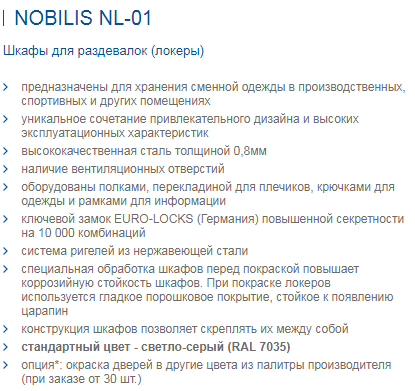 NOBILIS NL-01
Шкафы для раздевалок (локеры)
предназначены для хранения сменной одежды в производственных,
спортивных и других помещениях
уникальное сочетание привлекательного дизайна и высоких
эксплуатационных характеристик
высококачественная сталь толщиной 0,8мм
наличие вентиляционных отверстий
оборудованы полками, перекладиной для плечиков, крючками для
одежды и рамками для информации
ключевой замок EURO-LOCKS (Германия) повышенной секретности
на 10 000 комбинаций
система ригелей из нержавеющей стали
специальная обработка шкафов перед покраской повышает
коррозийную стойкость шкафов. При покраске локеров
используется гладкое порошковое покрытие, стойкое к появлению
царапин
конструкция шкафов позволяет скреплять их между собой
стандартный цвет - светло-серый (RAL 7035)
опция*: окраска дверей в другие цвета из палитры производителя
(при заказе от 30 шт.)